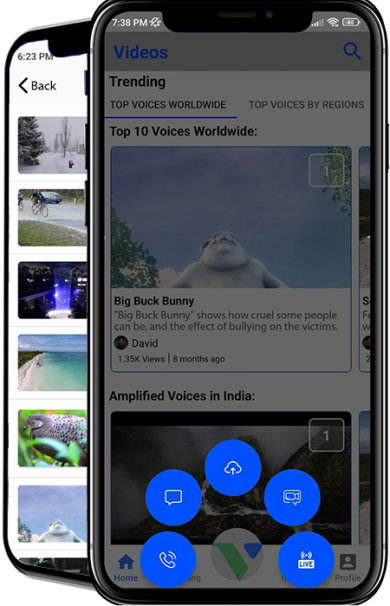 6:23 PM
Back
7:38 PM
Videos
Trending
TOP VOICES WORLDWIDE
TOP VOICES BY REGIONS
Top 10 Voices Worldwide:
1
Big Buck Bunny
"Big Buck Bunny" shows how cruel some people
can be, and the effect of bullying on the victims.
David
1.35K Views | 8 months ago
Amplified Voices in India:
1
LIVE
Home
Profile